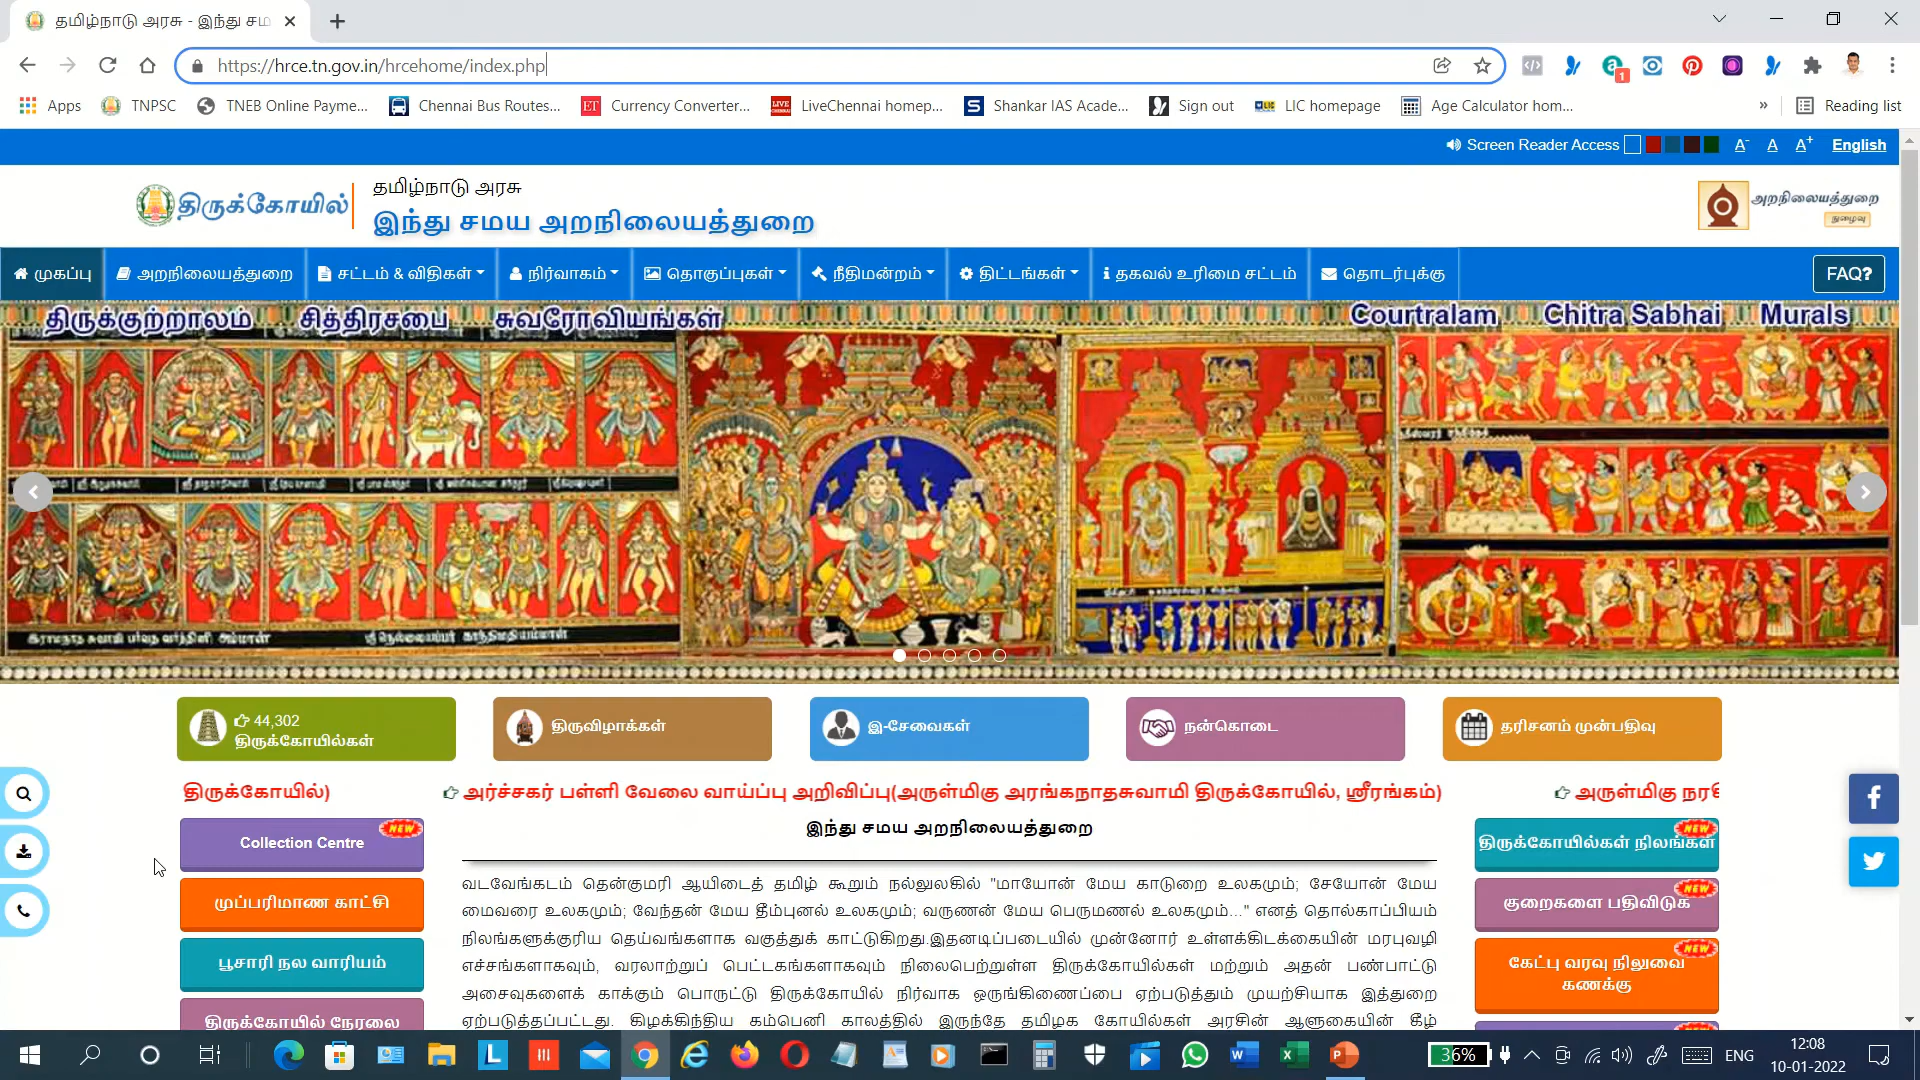 தமிழ்நாடு அரசு - இந்து சம
https://hrce.tn.gov.in/hrcehome/index.php
1
Apps
TNPSC
TNEB Online Payme...
Chennai Bus Routes...
ET
Currency Converter...
LIVE
LiveChennai homep...
S
Shankar IAS Acade...
Sign out
LIC
LIC homepage
Age Calculator hom...
»
Reading list
Screen Reader Access
A-
A
A+
English
திருக்கோயில்
தமிழ்நாடு அரசு
இந்து சமய அறநிலையத்துறை
அறநிலையத்துறை
நுழைவு
முகப்பு
அறநிலையத்துறை
சட்டம் & விதிகள்
நிர்வாகம்
தொகுப்புகள்
நீதிமன்றம்
திட்டங்கள்
தகவல் உரிமை சட்டம்
தொடர்புக்கு
FAQ?
திருக்குற்றாலம் சித்திரசபை சுவரோவியங்கள்
Courtralam Chitra Sabhai Murals
44,302
திருக்கோயில்கள்
திருவிழாக்கள்
இ-சேவைகள்
நன்கொடை
தரிசனம் முன்பதிவு
திருக்கோயில்)
அர்ச்சகர் பள்ளி வேலை வாய்ப்பு அறிவிப்பு(அருள்மிகு அரங்கநாதசுவாமி திருக்கோயில், ஸ்ரீரங்கம்)
அருள்மிகு நரசி
Collection Centre
NEW
முப்பரிமாண காட்சி
பூசாரி நல வாரியம்
திருக்கோயில் நேரலை
இந்து சமய அறநிலையத்துறை
வடவேங்கடம் தென்குமரி ஆயிடைத் தமிழ் கூறும் நல்லுலகில் "மாயோன் மேய காடுறை உலகமும்; சேயோன் மேய
மைவரை உலகமும்; வேந்தன் மேய தீம்புனல் உலகமும்; வருணன் மேய பெருமணல் உலகமும்..." எனத் தொல்காப்பியம்
நிலங்களுக்குரிய தெய்வங்களாக வகுத்துக் காட்டுகிறது.இதனடிப்படையில் முன்னோர் உள்ளக்கிடக்கையின் மரபுவழி
எச்சங்களாகவும், வரலாற்றுப் பெட்டகங்களாகவும் நிலைபெற்றுள்ள திருக்கோயில்கள் மற்றும் அதன் பண்பாட்டு
அசைவுகளைக் காக்கும் பொருட்டு திருக்கோயில் நிர்வாக ஒருங்கிணைப்பை ஏற்படுத்தும் முயற்சியாக இத்துறை
ஏற்படுத்தப்பட்டது. கிழக்கிந்திய கம்பெனி காலத்தில் இருந்தே தமிழக கோயில்கள் அரசின் ஆளுகையின் கீழ்
NEW
திருக்கோயில்கள் நிலங்கள்
NEW
குறைகளை பதிவிடுக
NEW
கேட்பு வரவு நிலுவை
கணக்கு
36%
ENG
12:08
10-01-2022